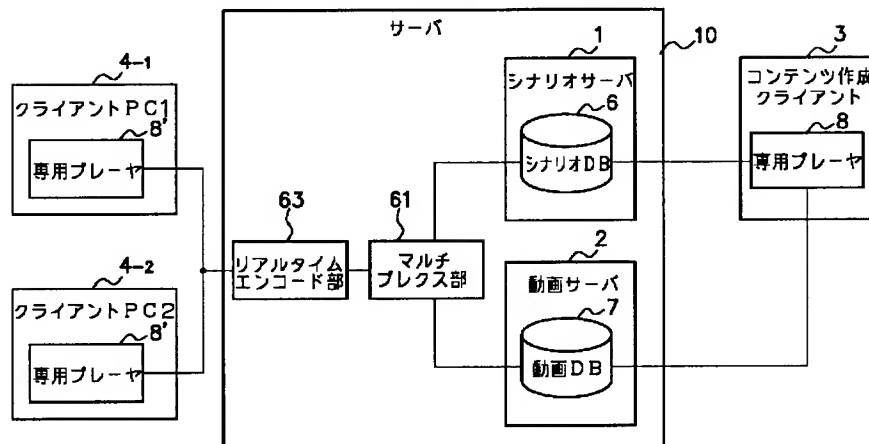 サーバ
10
4-1
クライアントPC1
8'
専用プレーヤ
4-2
クライアントPC2
8'
専用プレーヤ
63
リアルタイム
エンコード部
61
マルチ
プレクス部
1
シナリオサーバ
6
シナリオDB
2
動画サーバ
7
動画DB
3
コンテンツ作成
クライアント
8
専用プレーヤ